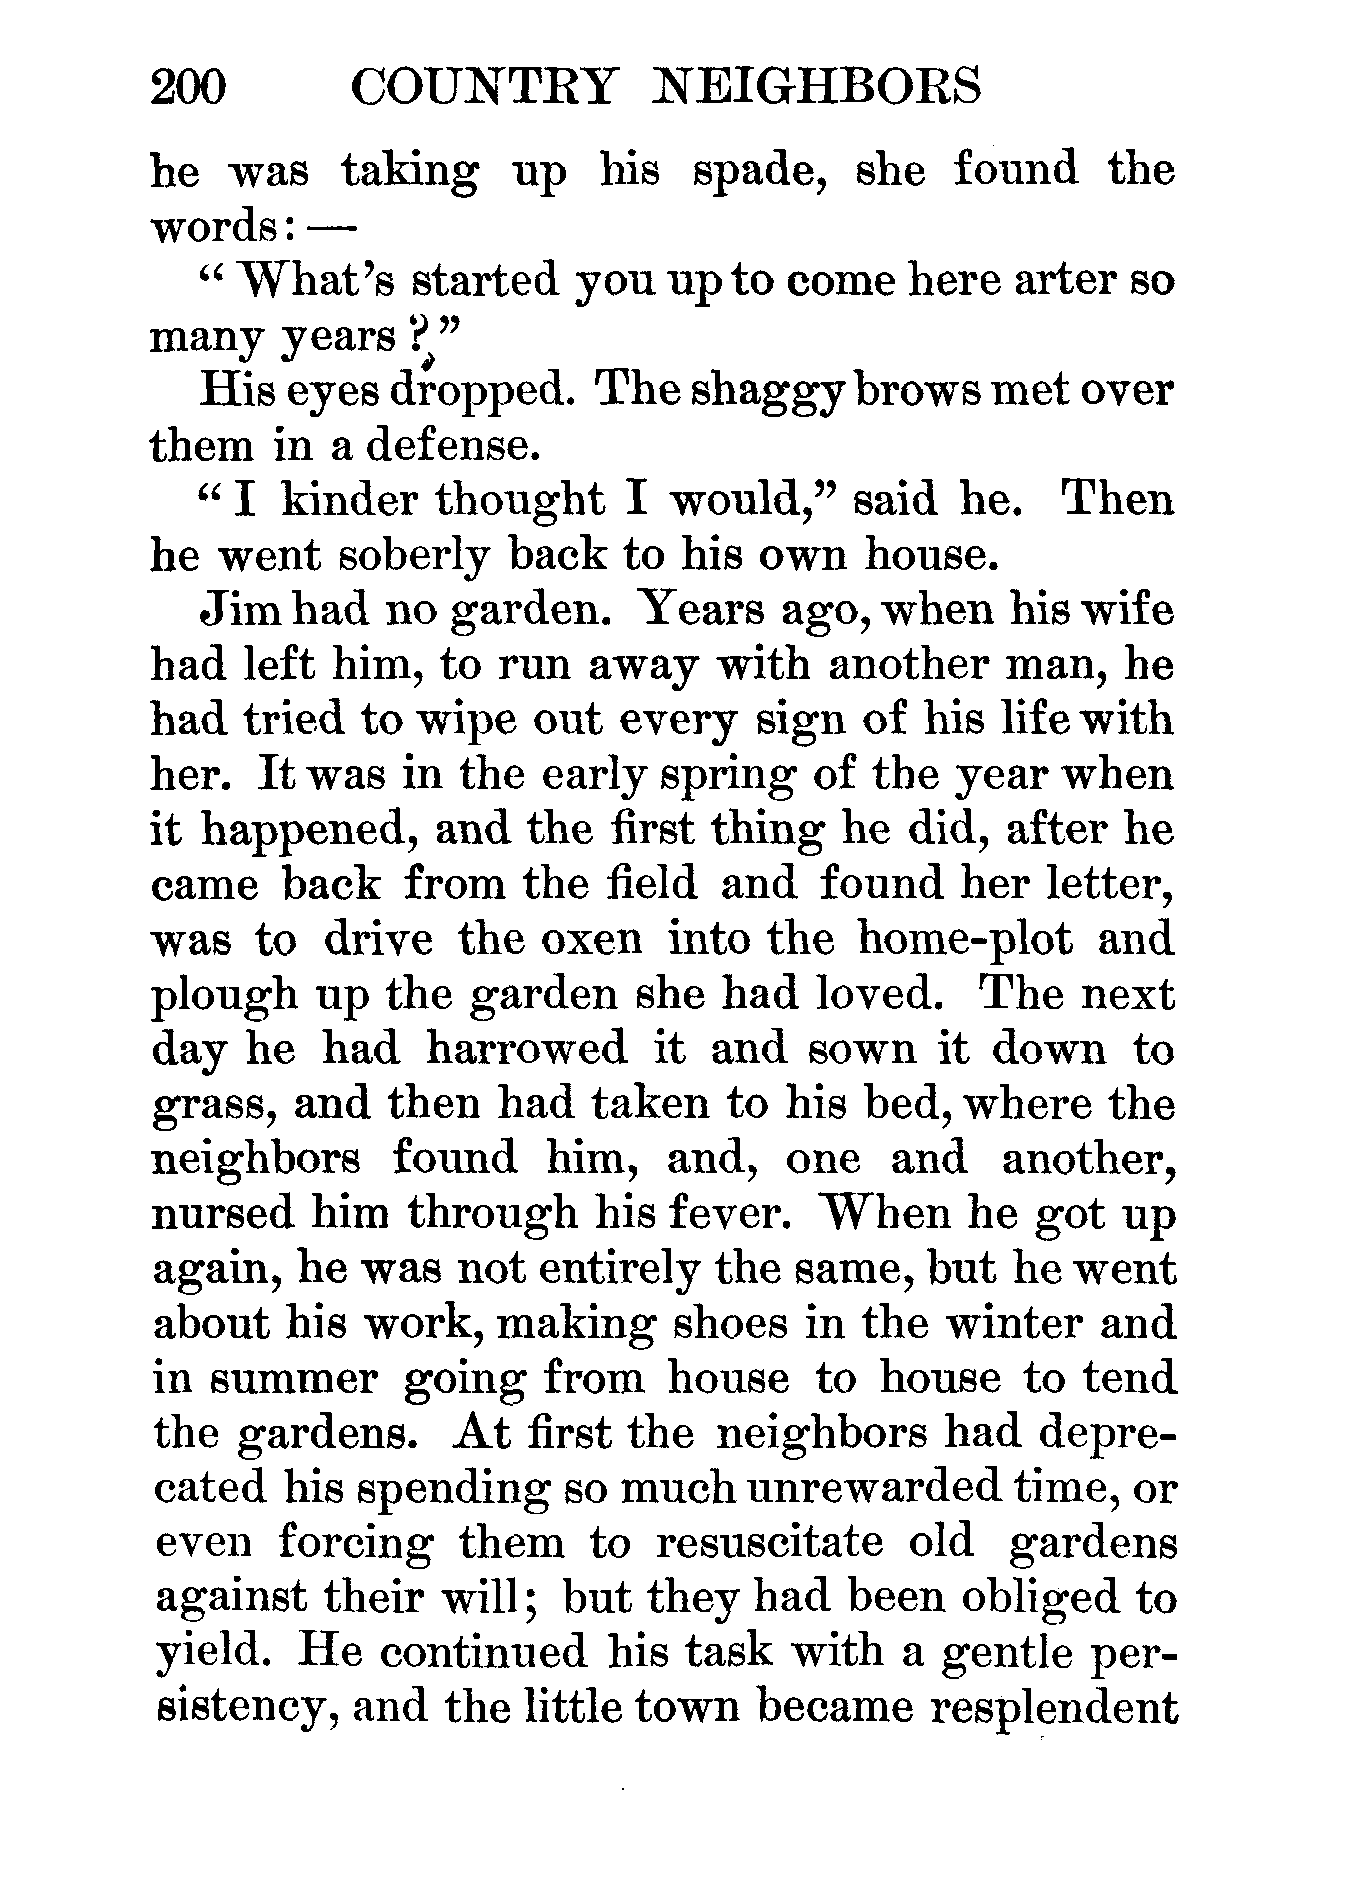 200 COUNTRY NEIGHBORS
he was taking up his spade, she found the
words: —
“ What’s started you up to come here arter so
many years ?”
His eyes dropped. The shaggy brows met over
them in a defense.
“ I kinder thought I would,” said he. Then
he went soberly back to his own house.
Jim had no garden. Years ago, when his wife
had left him, to run away with another man, he
had tried to wipe out every sign of his life with
her. It was in the early spring of the year when
it happened, and the first thing he did, after he
came back from the field and found her letter,
was to drive the oxen into the home-plot and
plough up the garden she had loved. The next
day he had harrowed it and sown it down to
grass, and then had taken to his bed, where the
neighbors found him, and, one and another,
nursed him through his fever. When he got up
again, he was not entirely the same, but he went
about his work, making shoes in the winter and
in summer going from house to house to tend
the gardens. At first the neighbors had depre-
cated his spending so much unrewarded time, or
even forcing them to resuscitate old gardens
against their will; but they had been obliged to
yield. He continued his task with a gentle per-
sistency, and the little town became resplendent